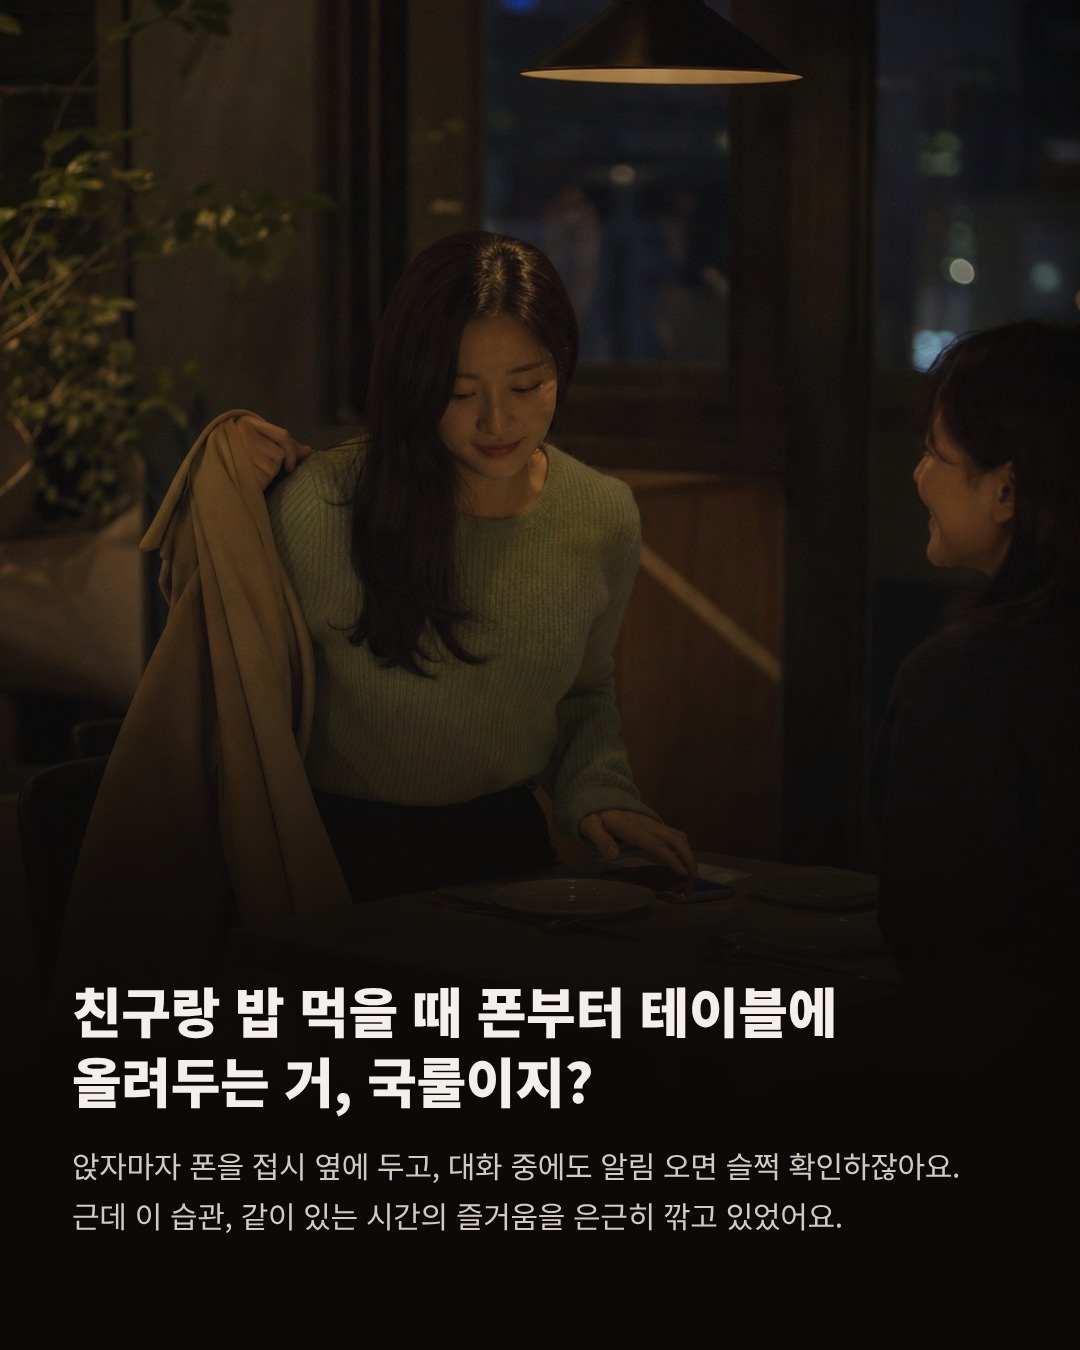 친구랑 밥 먹을 때 폰부터 테이블에
올려두는 거, 국룰이지?
앉자마자 폰을 접시 옆에 두고, 대화 중에도 알림 오면 슬쩍 확인하잖아요.
근데 이 습관, 같이 있는 시간의 즐거움을 은근히 깎고 있었어요.